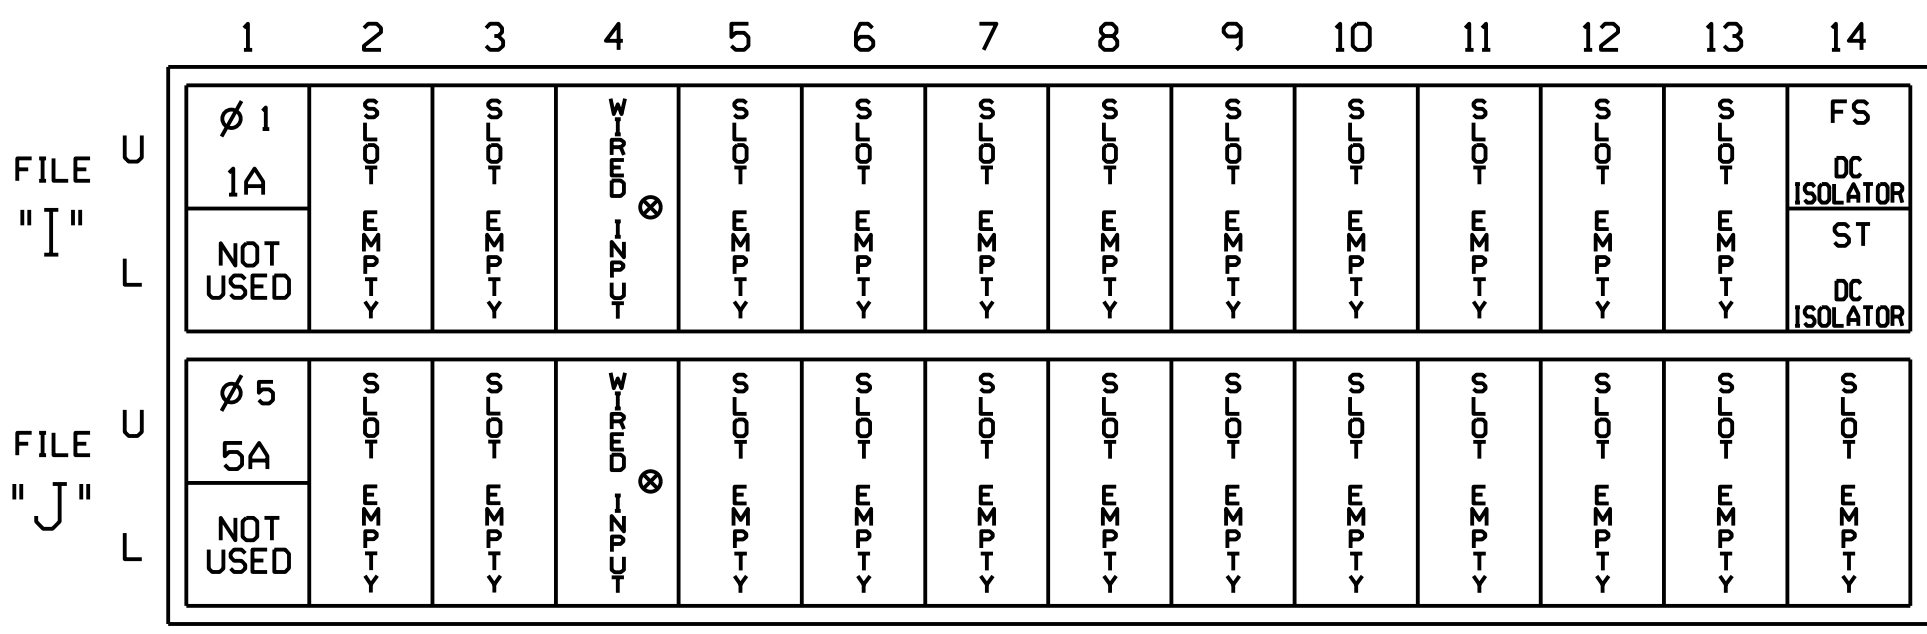 1 2 3 4 5 6 7 8 9 10 11 12 13 14
FILE
"I"
U
L
ø 1
1A
NOT
USED
SLOT EMPTY
SLOT EMPTY
WIRED INPUT
SLOT EMPTY
SLOT EMPTY
SLOT EMPTY
SLOT EMPTY
SLOT EMPTY
SLOT EMPTY
SLOT EMPTY
SLOT EMPTY
SLOT EMPTY
FS
DC
ISOLATOR
ST
DC
ISOLATOR
FILE
"J"
U
L
ø 5
5A
NOT
USED
SLOT EMPTY
SLOT EMPTY
WIRED INPUT
SLOT EMPTY
SLOT EMPTY
SLOT EMPTY
SLOT EMPTY
SLOT EMPTY
SLOT EMPTY
SLOT EMPTY
SLOT EMPTY
SLOT EMPTY
SLOT EMPTY